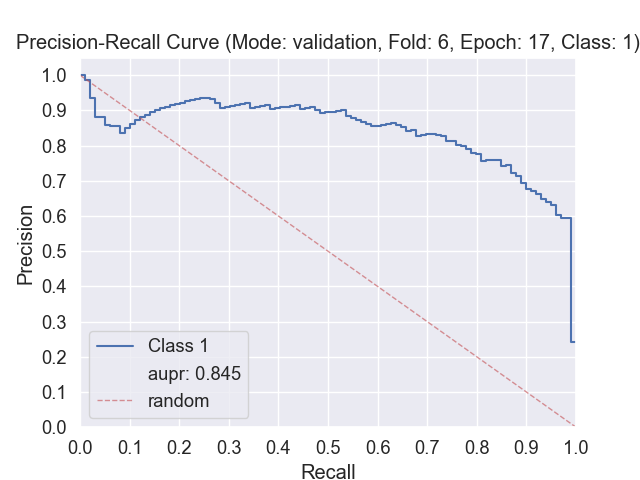 Precision-Recall Curve (Mode: validation, Fold: 6, Epoch: 17, Class: 1)
1.0
0.9
0.8
0.7
0.6
0.5
0.4
0.3
0.2
0.1
0.0
Precision
Class 1
aupr: 0.845
random
0.0 0.1 0.2 0.3 0.4 0.5 0.6 0.7 0.8 0.9 1.0
Recall